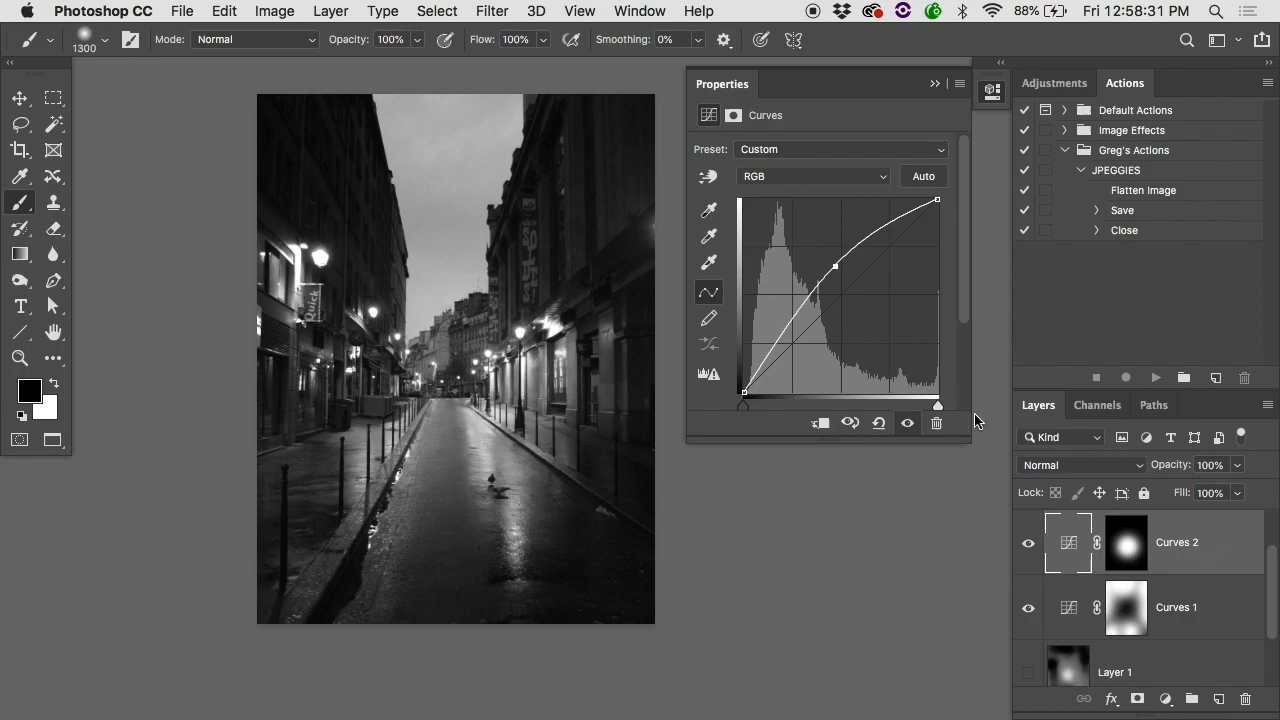 Photoshop CC File Edit Image Layer Type Select Filter 3D View Window Help 88% Fri 12:58:31 PM
1300 Mode: Normal Opacity: 100% Flow: 100% Smoothing: 0%
Properties
Curves
Preset: Custom
RGB Auto
Adjustments Actions
Default Actions
Image Effects
Greg's Actions
JPEGGIES
Flatten Image
Save
Close
Layers Channels Paths
Kind
Normal Opacity: 100%
Lock: Fill: 100%
Curves 2
Curves 1
Layer 1
Quick